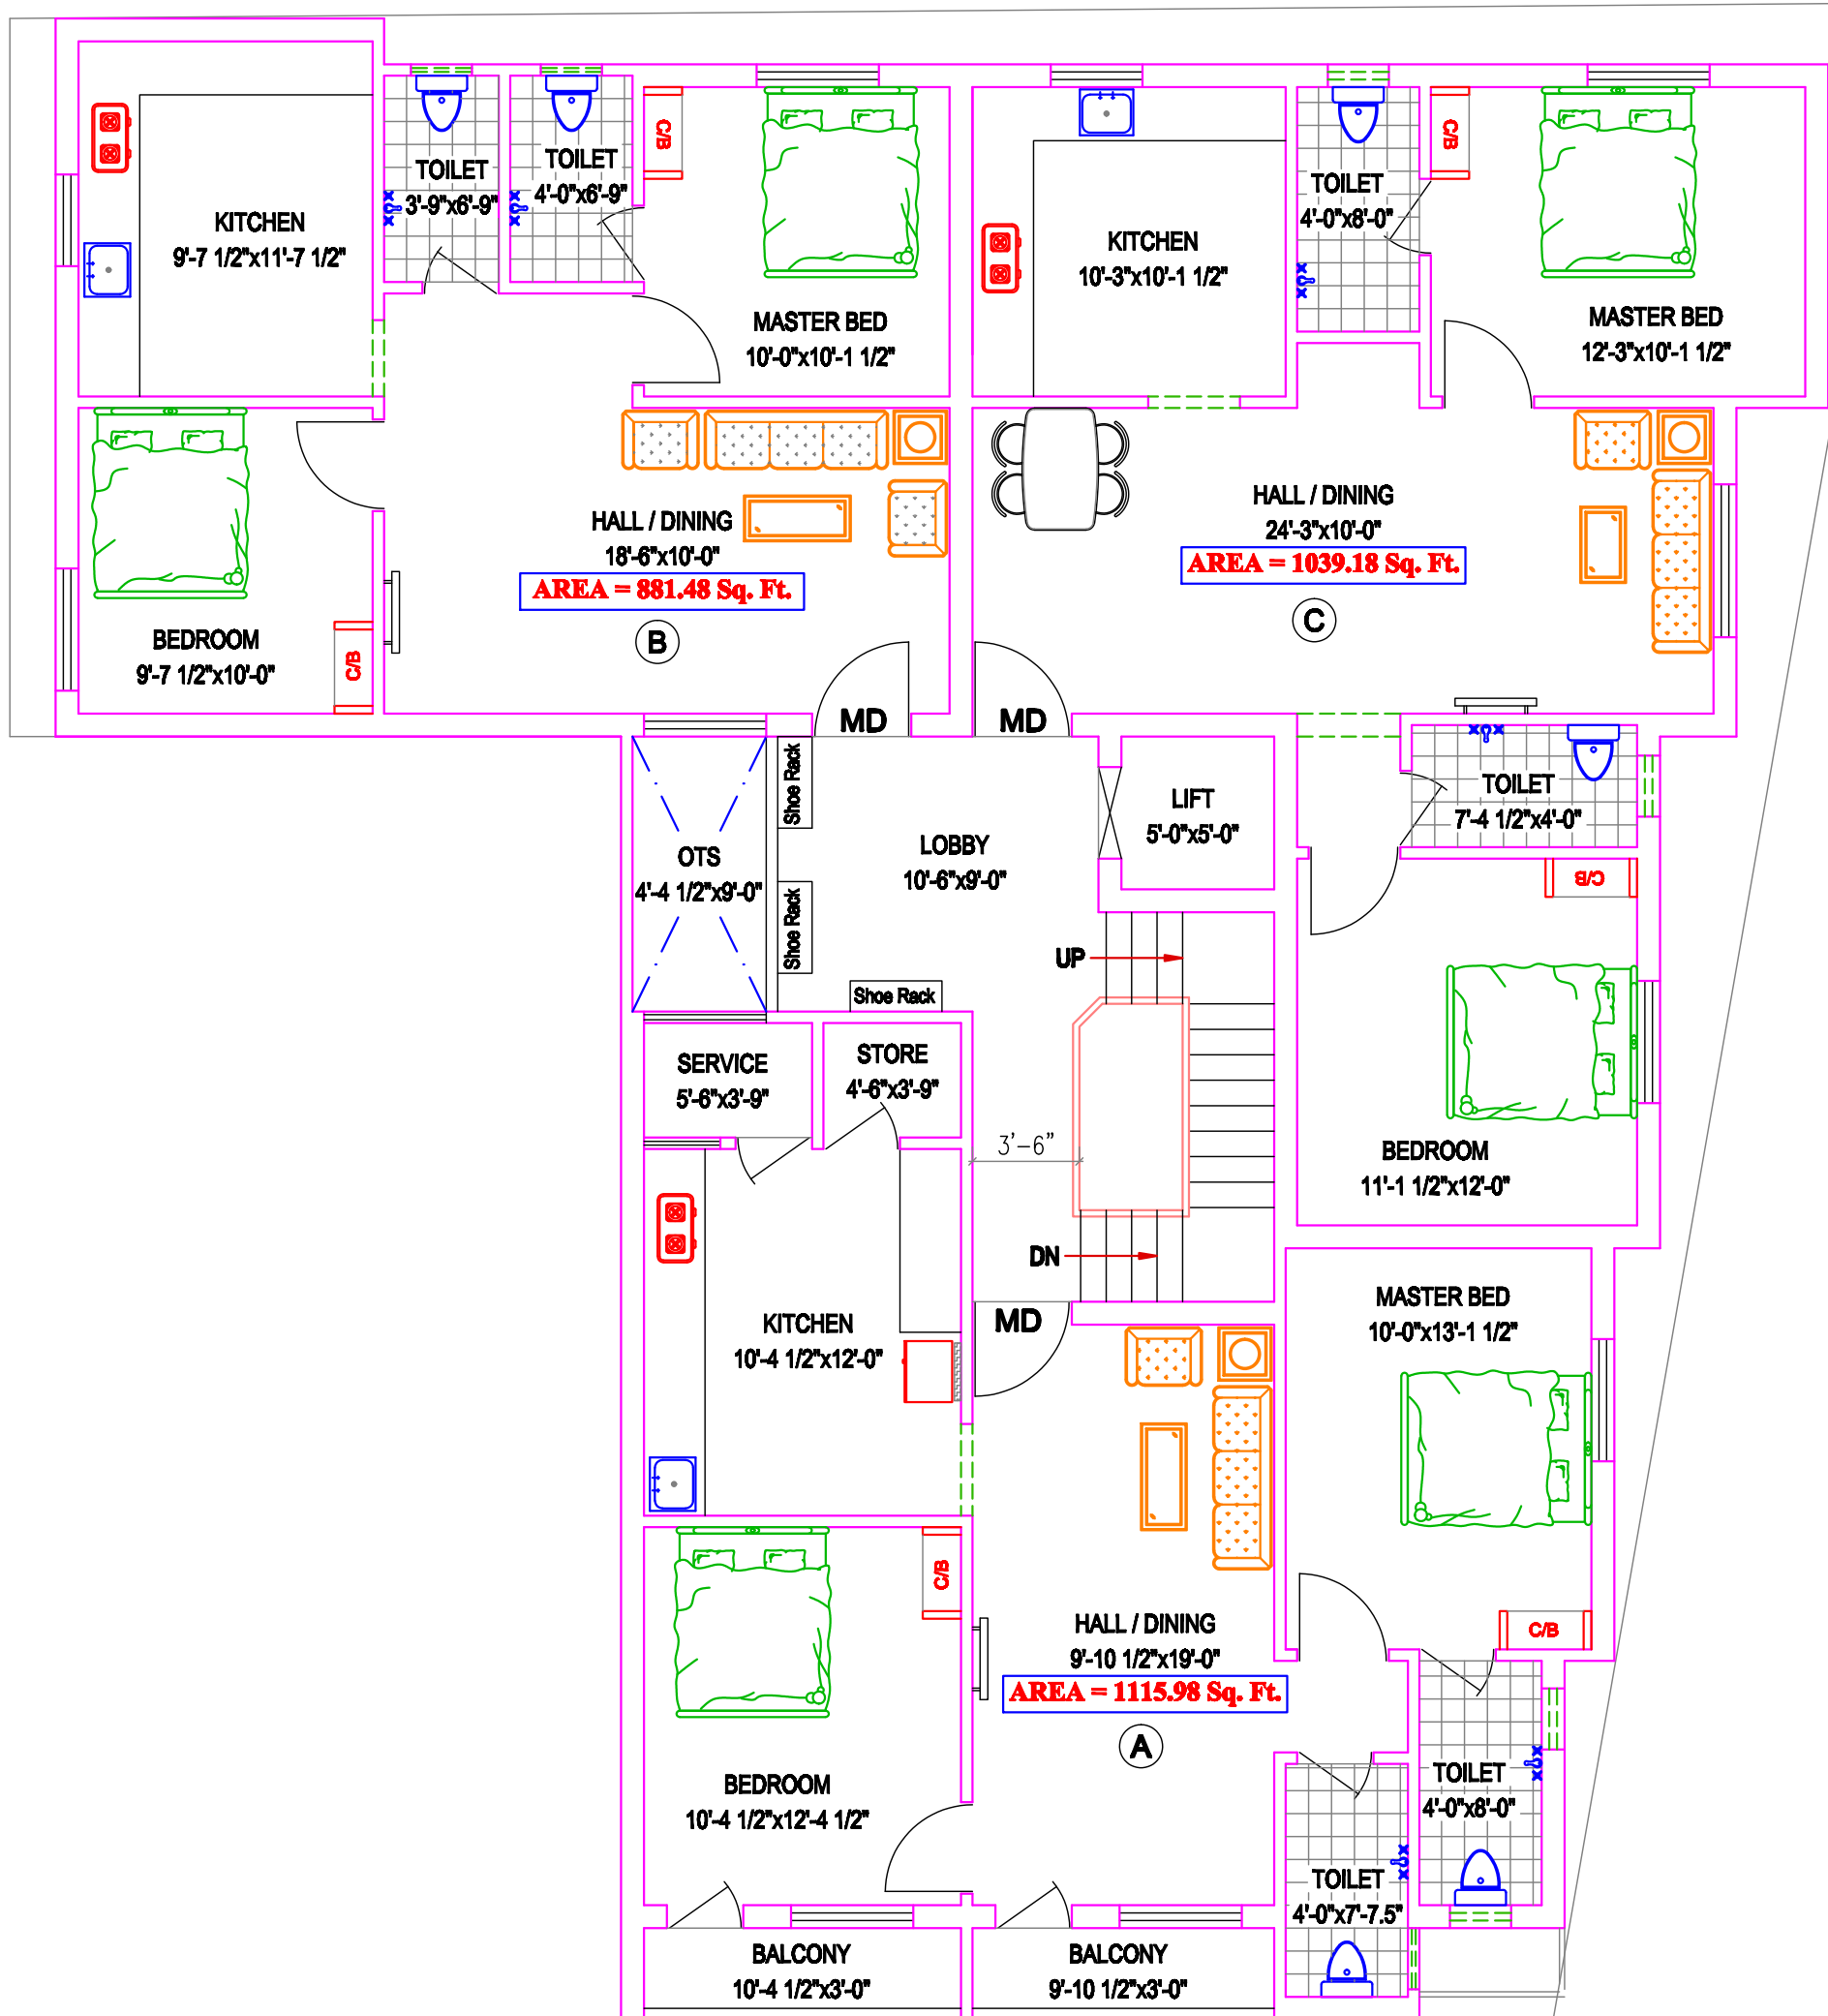 TOILET
3'-9"x6'-9"
TOILET
4'-0"x6'-9"
C/B
KITCHEN
9'-7 1/2"x11'-7 1/2"
MASTER BED
10'-0"x10'-1 1/2"
KITCHEN
10'-3"x10'-1 1/2"
TOILET
4'-0"x8'-0"
C/B
MASTER BED
12'-3"x10'-1 1/2"
HALL / DINING
18'-6"x10'-0"
AREA = 881.48 Sq. Ft.
B
BEDROOM
9'-7 1/2"x10'-0"
C/B
MD
HALL / DINING
24'-3"x10'-0"
AREA = 1039.18 Sq. Ft.
C
MD
OTS
4'-4 1/2"x9'-0"
Shoe Rack
Shoe Rack
Shoe Rack
LOBBY
10'-6"x9'-0"
LIFT
5'-0"x5'-0"
TOILET
7'-4 1/2"x4'-0"
C/B
UP
SERVICE
5'-6"x3'-9"
STORE
4'-6"x3'-9"
3'-6"
BEDROOM
11'-1 1/2"x12'-0"
DN
MD
KITCHEN
10'-4 1/2"x12'-0"
MASTER BED
10'-0"x13'-1 1/2"
C/B
C/B
HALL / DINING
9'-10 1/2"x19'-0"
AREA = 1115.98 Sq. Ft.
A
BEDROOM
10'-4 1/2"x12'-4 1/2"
TOILET
4'-0"x8'-0"
TOILET
4'-0"x7'-7.5"
BALCONY
10'-4 1/2"x3'-0"
BALCONY
9'-10 1/2"x3'-0"